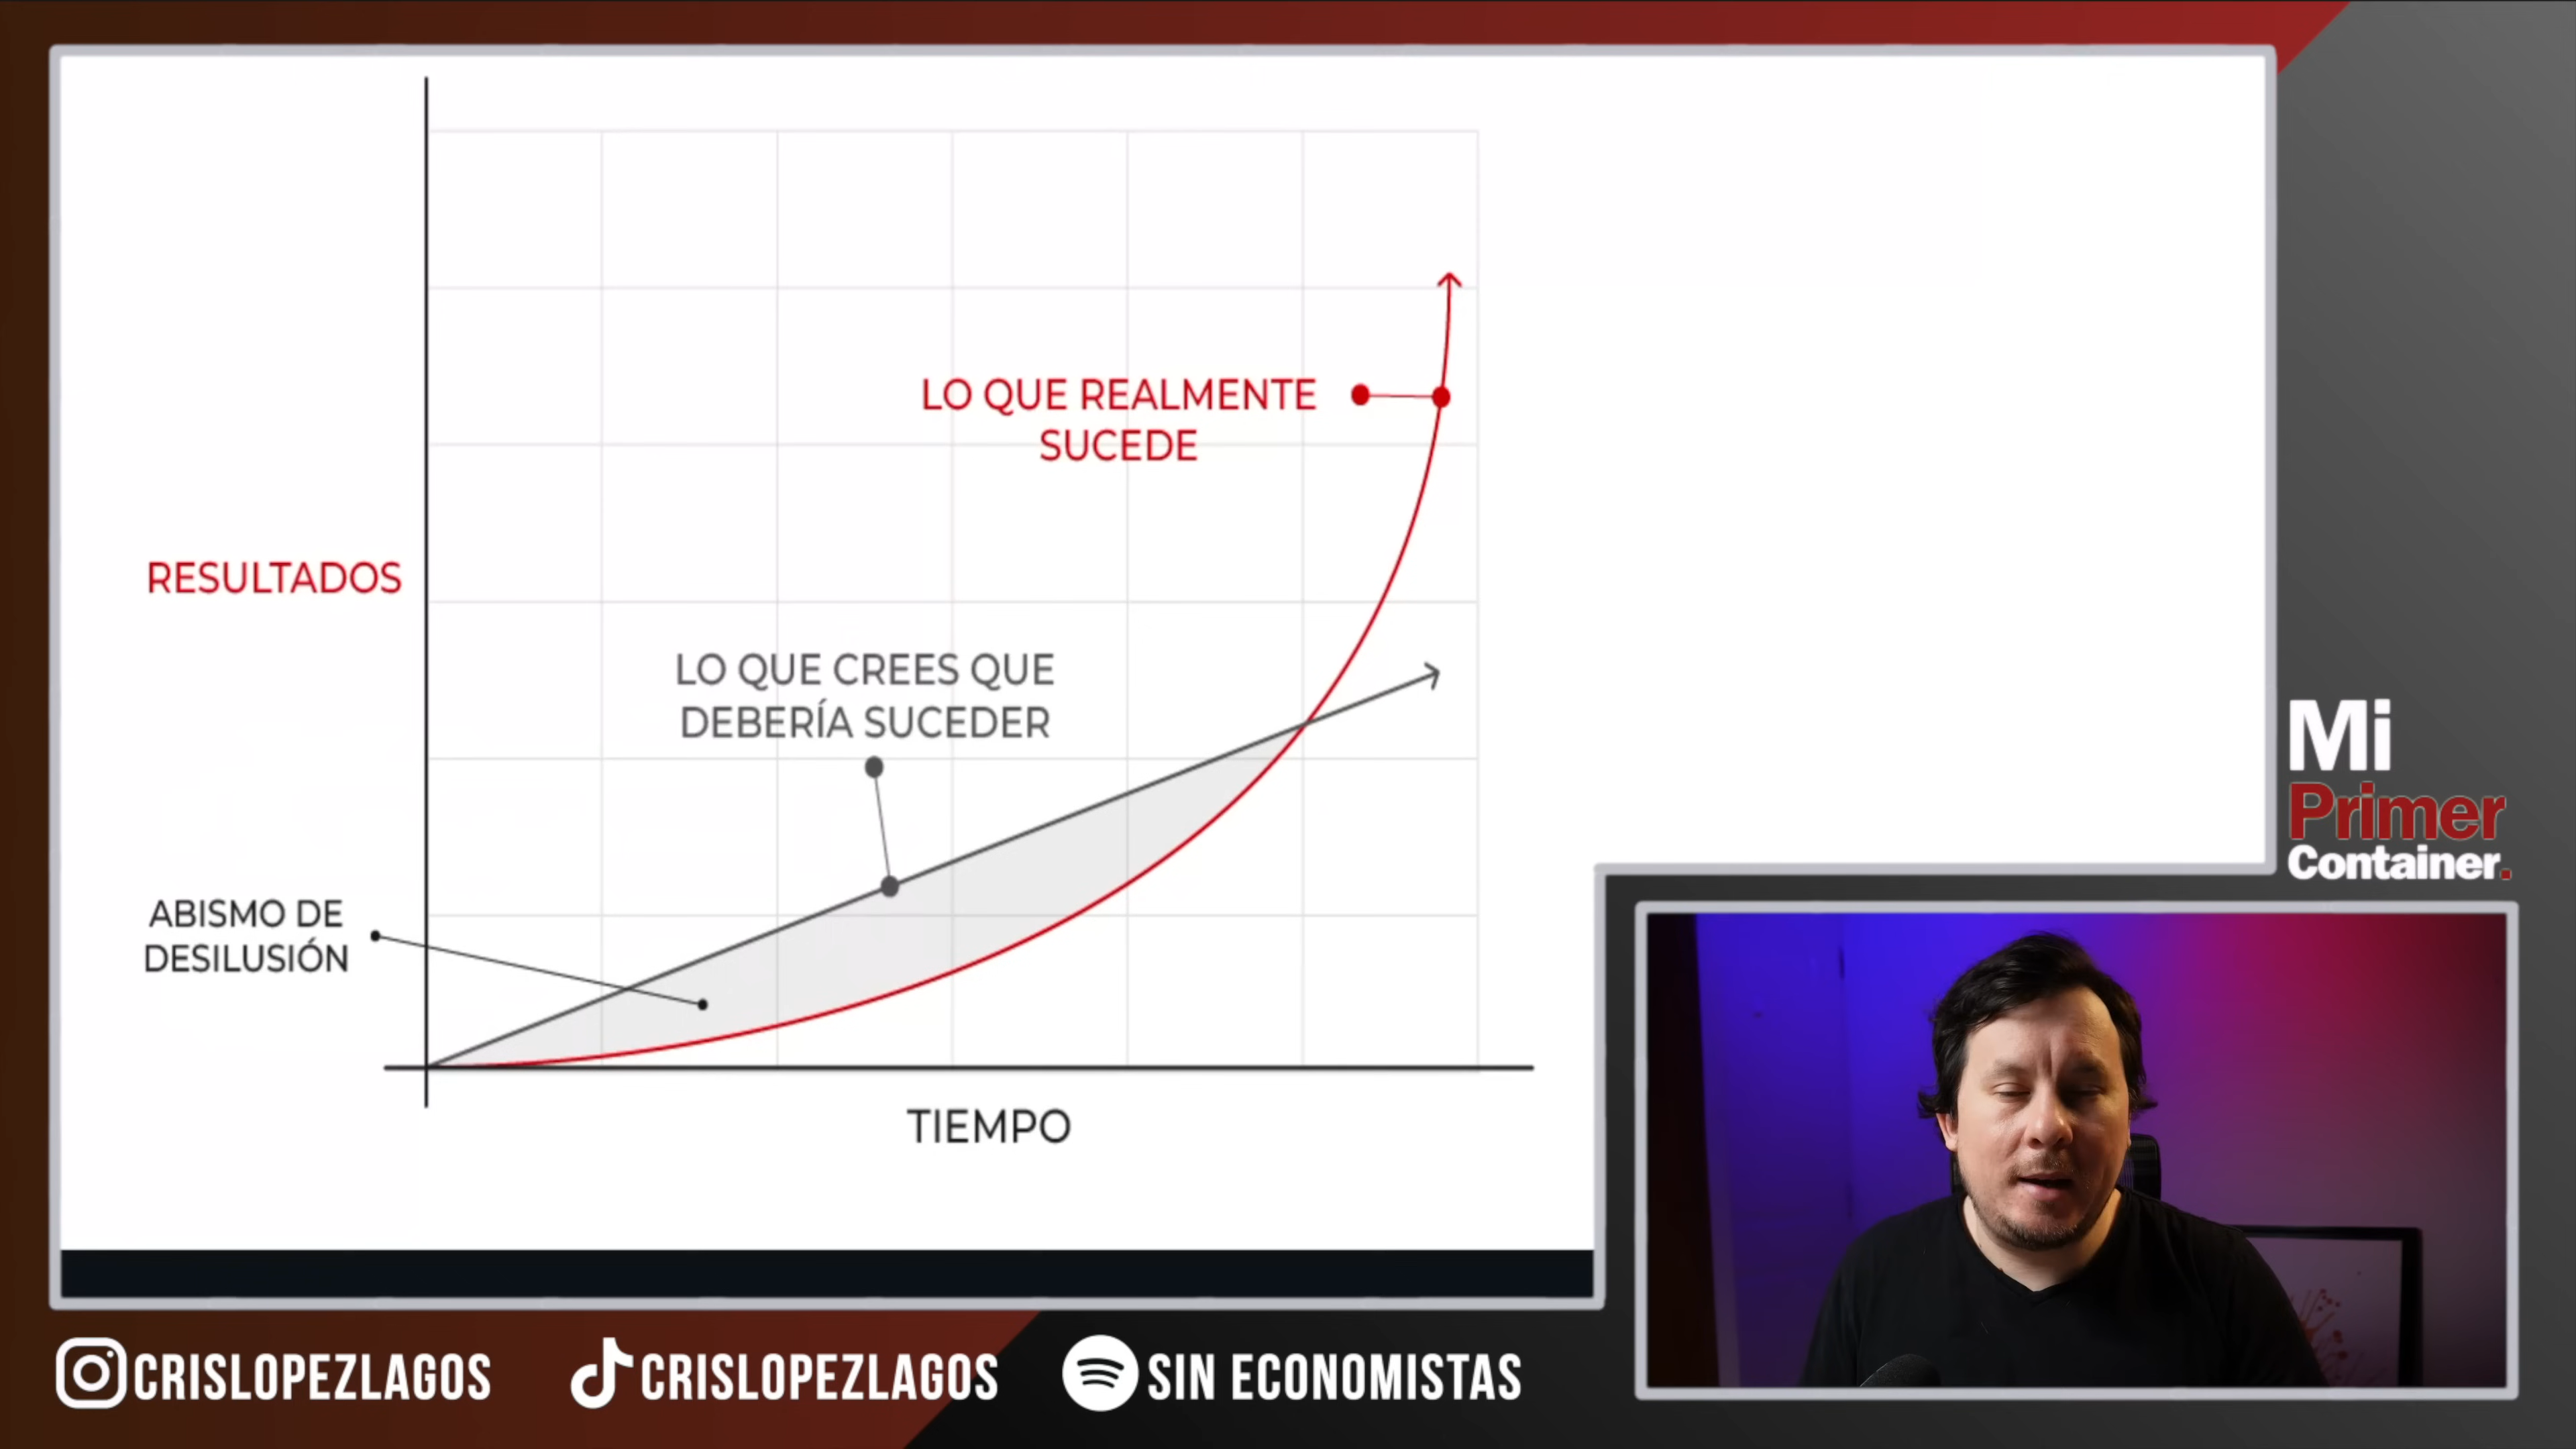 LO QUE REALMENTE
SUCEDE
RESULTADOS
LO QUE CREES QUE
DEBERÍA SUCEDER
ABISMO DE
DESILUSIÓN
TIEMPO
Mi
Primer
Container.
CRISLOPEZLAGOS
CRISLOPEZLAGOS
SIN ECONOMISTAS